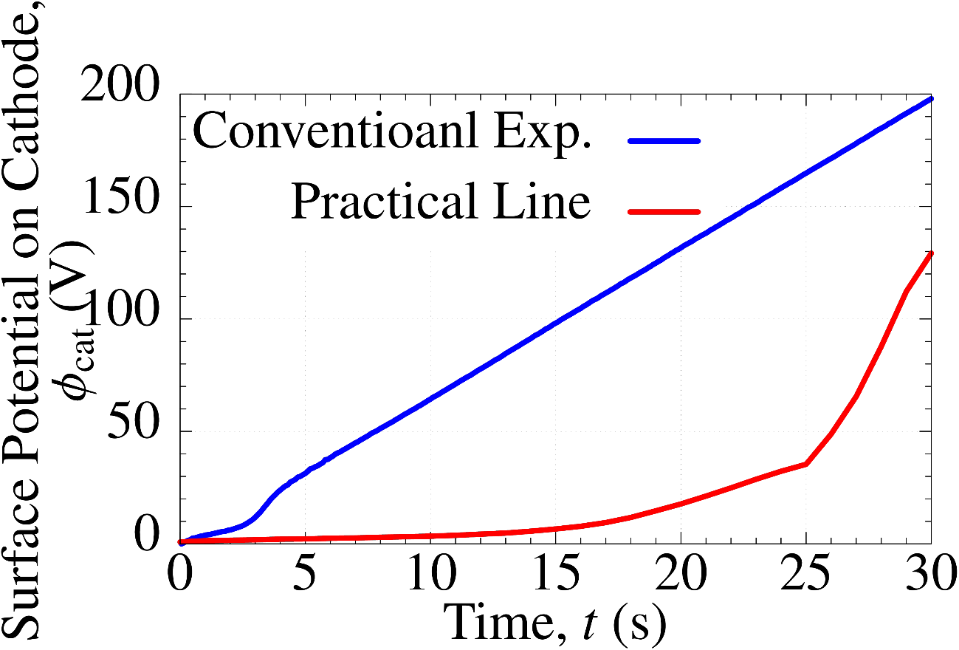 Surface Potential on Cathode,
ϕcat (V)
200
150
100
50
0
Conventioanl Exp.
Practical Line
0 5 10 15 20 25 30
Time, t (s)